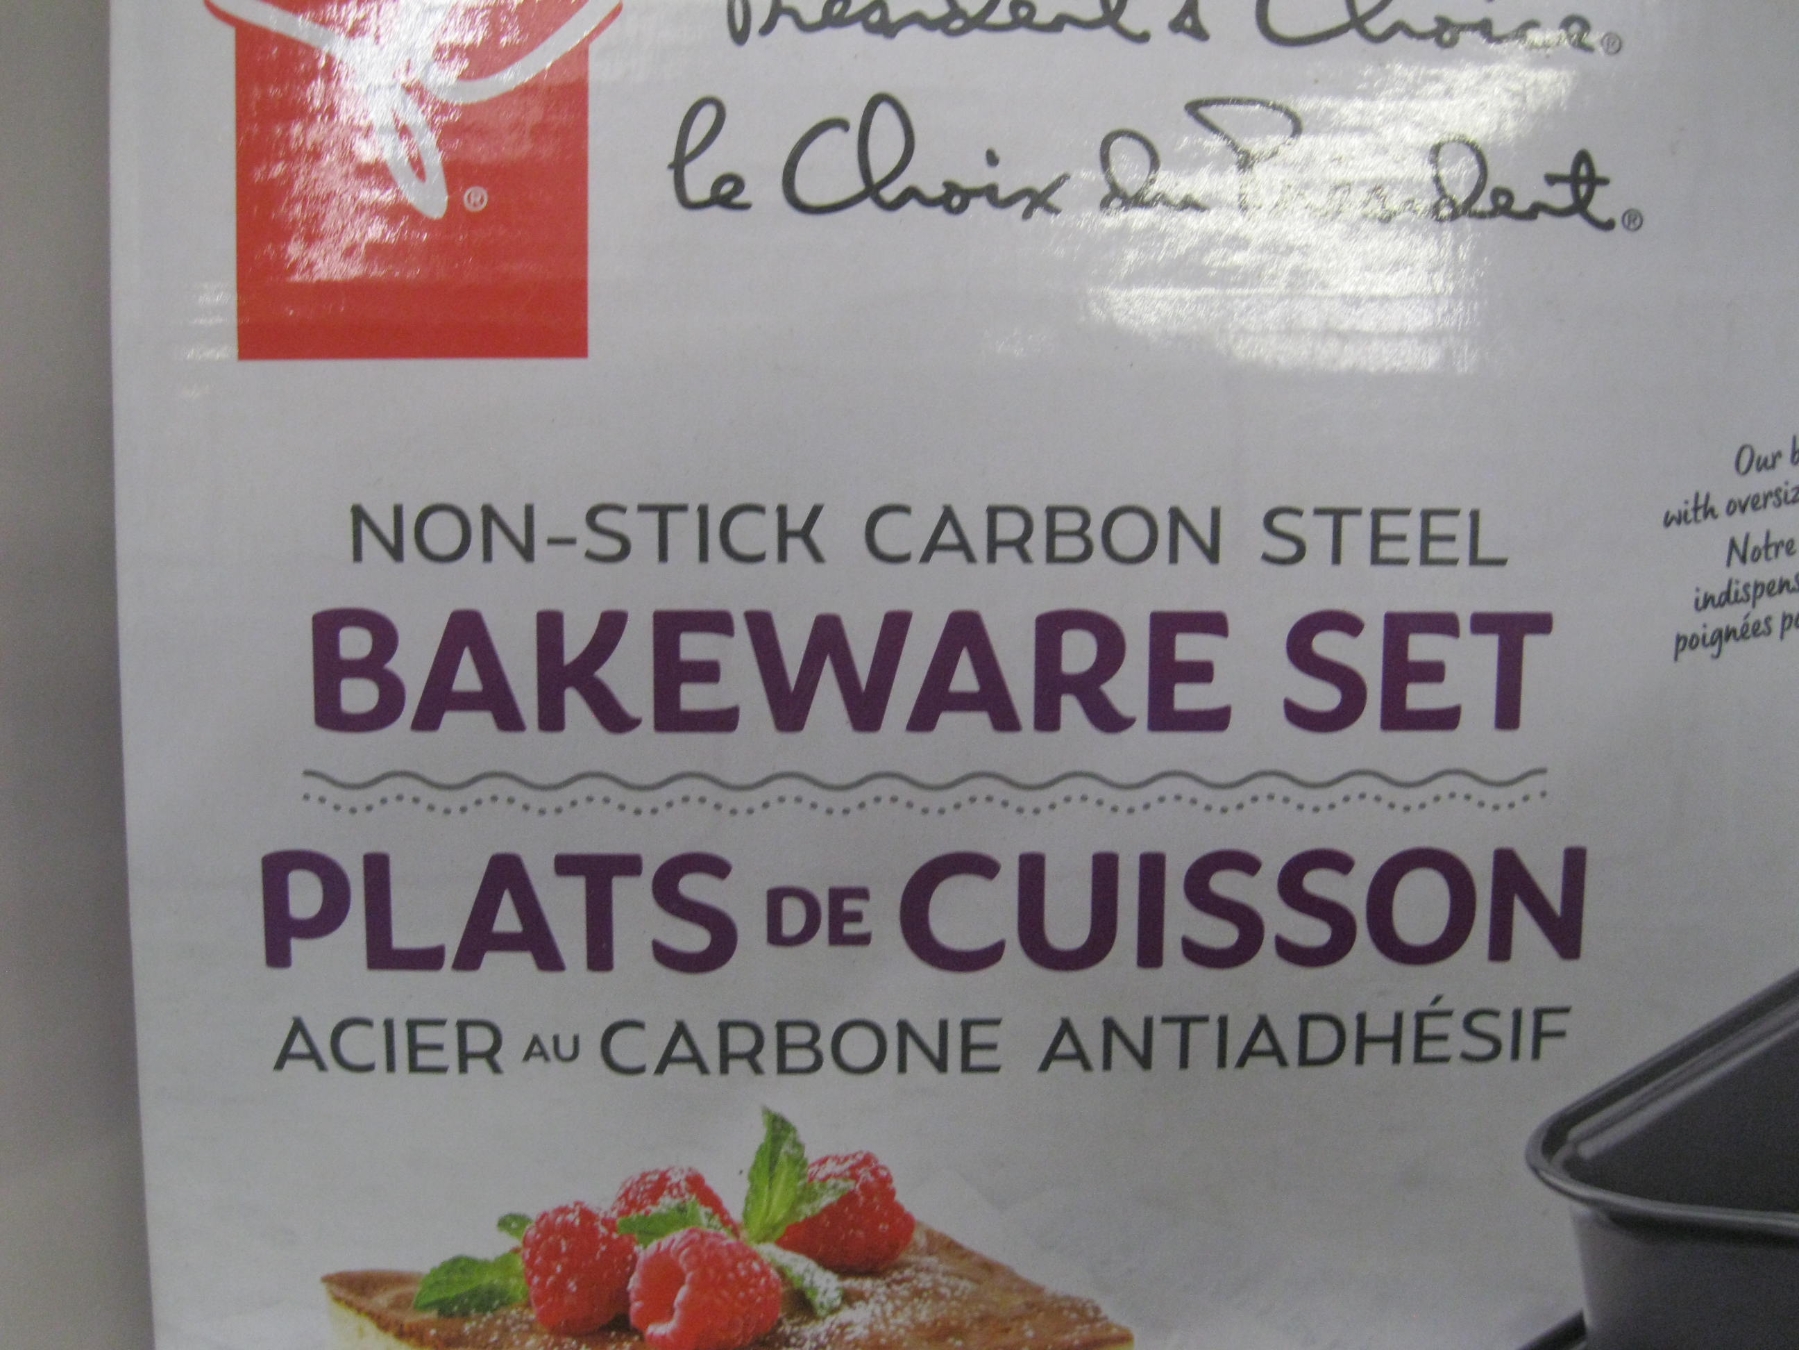 President's Choice®
le Choix du Président®
®
NON-STICK CARBON STEEL
BAKEWARE SET
PLATS DE CUISSON
ACIER AU CARBONE ANTIADHÉSIF
Our
with
Notre
poignées